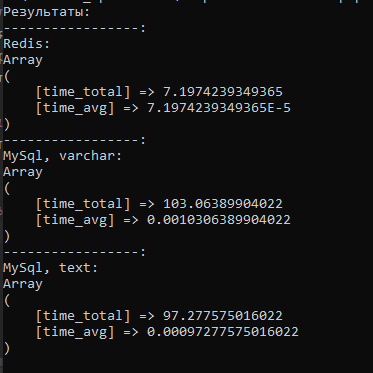 Результаты:
-----------------:
Redis:
Array
(
    [time_total] => 7.1974239349365
    [time_avg] => 7.1974239349365E-5
)
-----------------:
MySql, varchar:
Array
(
    [time_total] => 103.06389904022
    [time_avg] => 0.0010306389904022
)
-----------------:
MySql, text:
Array
(
    [time_total] => 97.277575016022
    [time_avg] => 0.00097277575016022
)